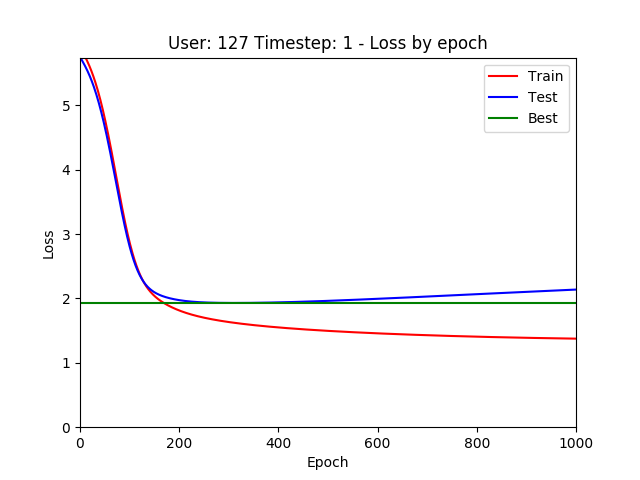 User: 127 Timestep: 1 - Loss by epoch
Train
Test
Best
Loss
5
4
3
2
1
0
0 200 400 600 800 1000
Epoch